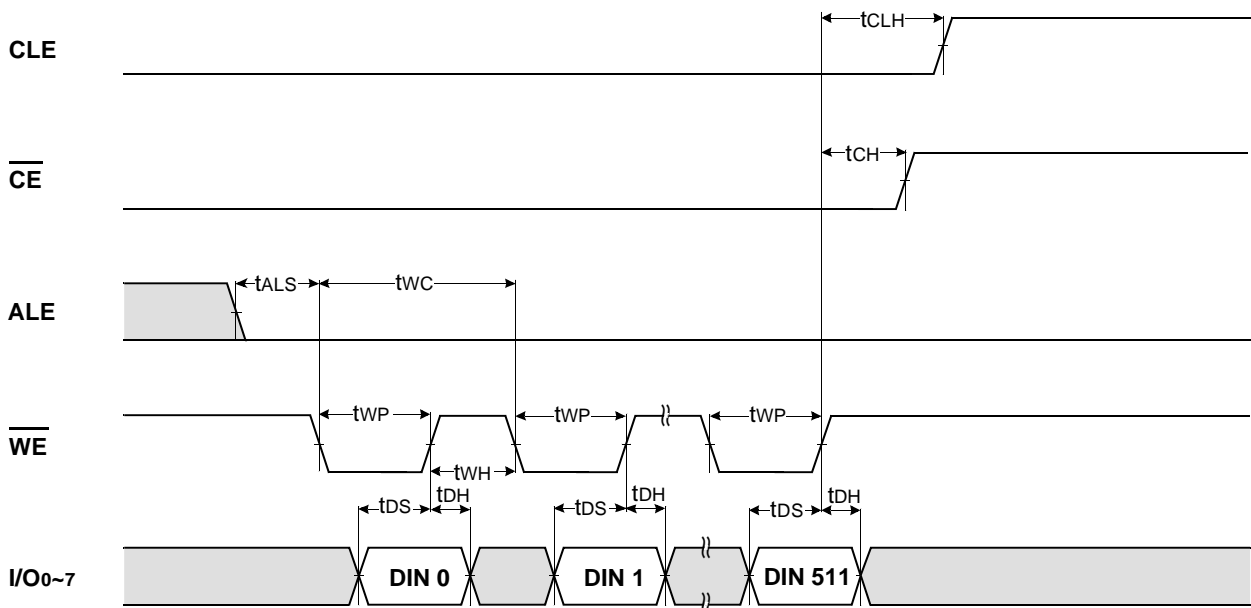 tCLH
CLE
tCH
CE
tALS tWC
ALE
tWP tWP tWP
WE
tWH
tDS tDH tDS tDH tDS tDH
I/O0~7 DIN 0 DIN 1 DIN 511